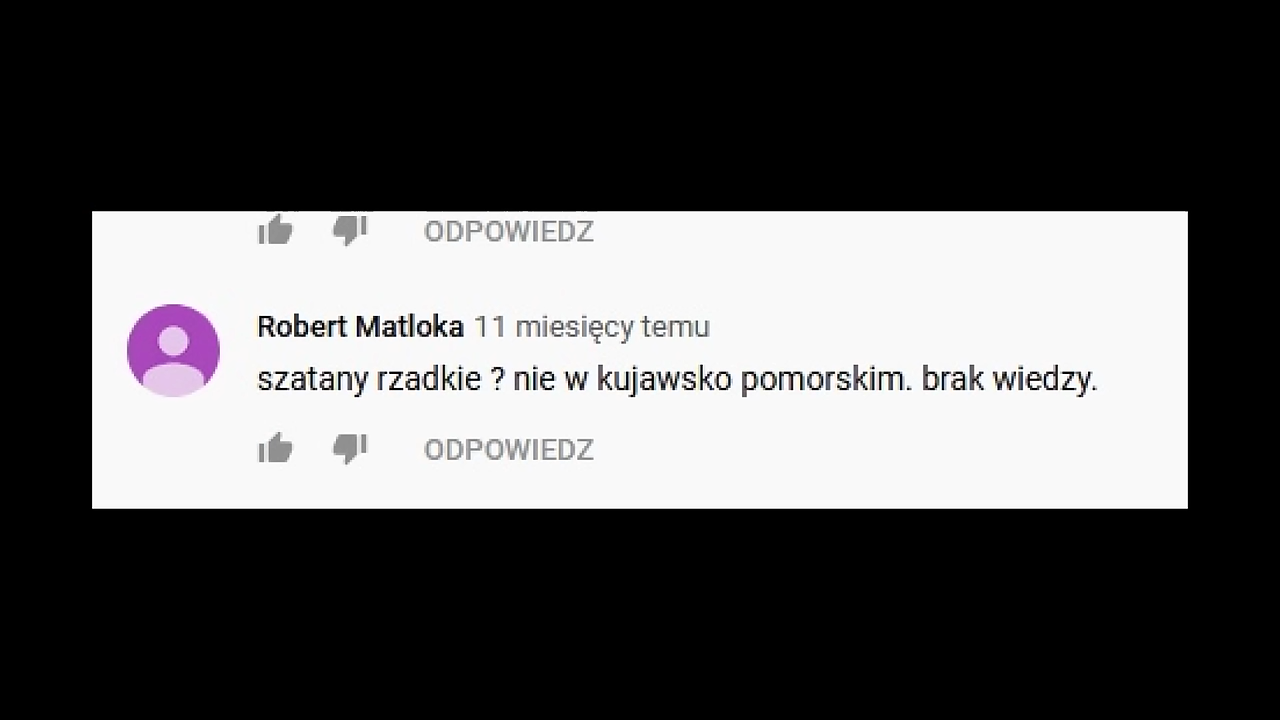 ODPOWIEDZ
Robert Matloka 11 miesięcy temu
szatany rzadkie ? nie w kujawsko pomorskim. brak wiedzy.
ODPOWIEDZ